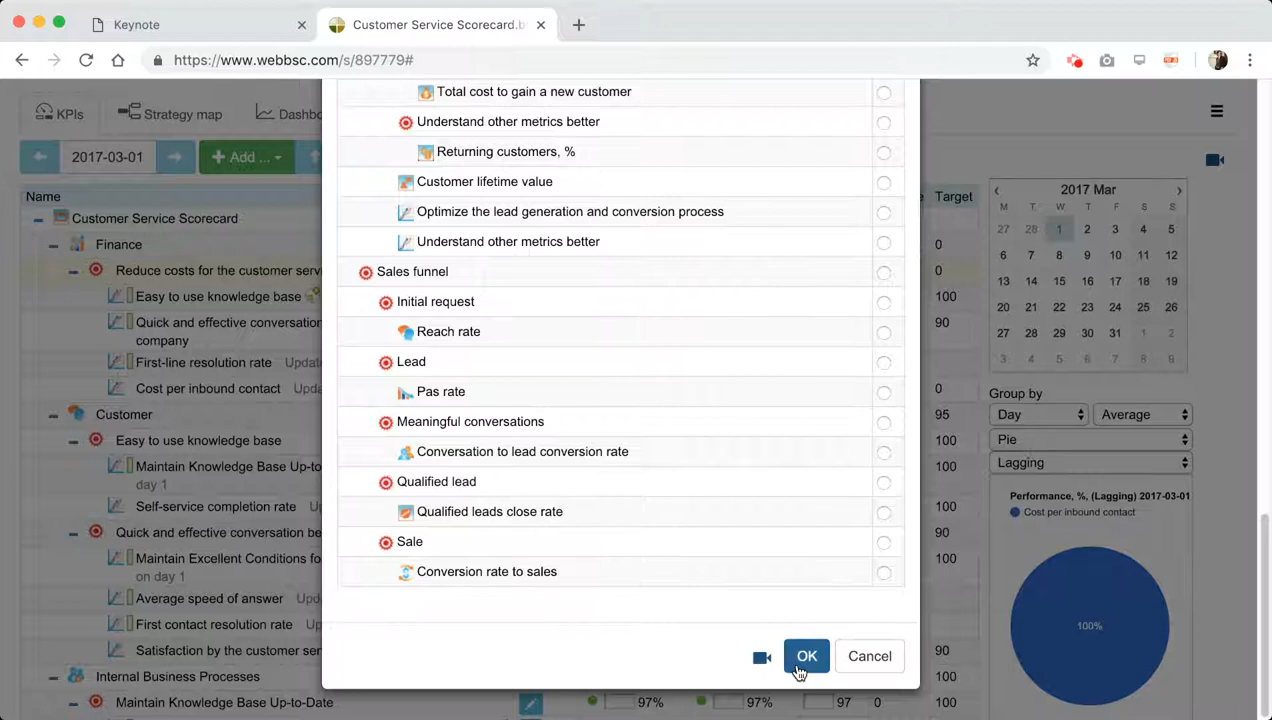 Keynote
Customer Service Scorecard.b
https://www.webbsc.com/s/897779#
KPIs
Strategy map
Dashbo
2017-03-01
Add ...
Name
Target
Customer Service Scorecard
Finance
0
Reduce costs for the customer serv
0
Easy to use knowledge base
100
Quick and effective conversation
90
company
First-line resolution rate Updat
Cost per inbound contact Upda
0
Customer
95
Easy to use knowledge base
100
Maintain Knowledge Base Up-to
100
day 1
Self-service completion rate
100
Quick and effective conversation be
90
Maintain Excellent Conditions fo
100
on day 1
Average speed of answer Upd
First contact resolution rate
Satisfaction by the customer ser
90
Internal Business Processes
100
Maintain Knowledge Base Up-to-Date
97%
97%
97
0
Total cost to gain a new customer
Understand other metrics better
Returning customers, %
Customer lifetime value
Optimize the lead generation and conversion process
Understand other metrics better
Sales funnel
Initial request
Reach rate
Lead
Pas rate
Meaningful conversations
Conversation to lead conversion rate
Qualified lead
Qualified leads close rate
Sale
Conversion rate to sales
OK
Cancel
2017 Mar
M T W T F S S
27 28 1 2 3 4 5
6 7 8 9 10 11 12
13 14 15 16 17 18 19
20 21 22 23 24 25 26
27 28 29 30 31 1 2
3 4 5 6 7 8 9
Group by
Day
Average
Pie
Lagging
Performance, %, (Lagging) 2017-03-01
Cost per inbound contact
100%